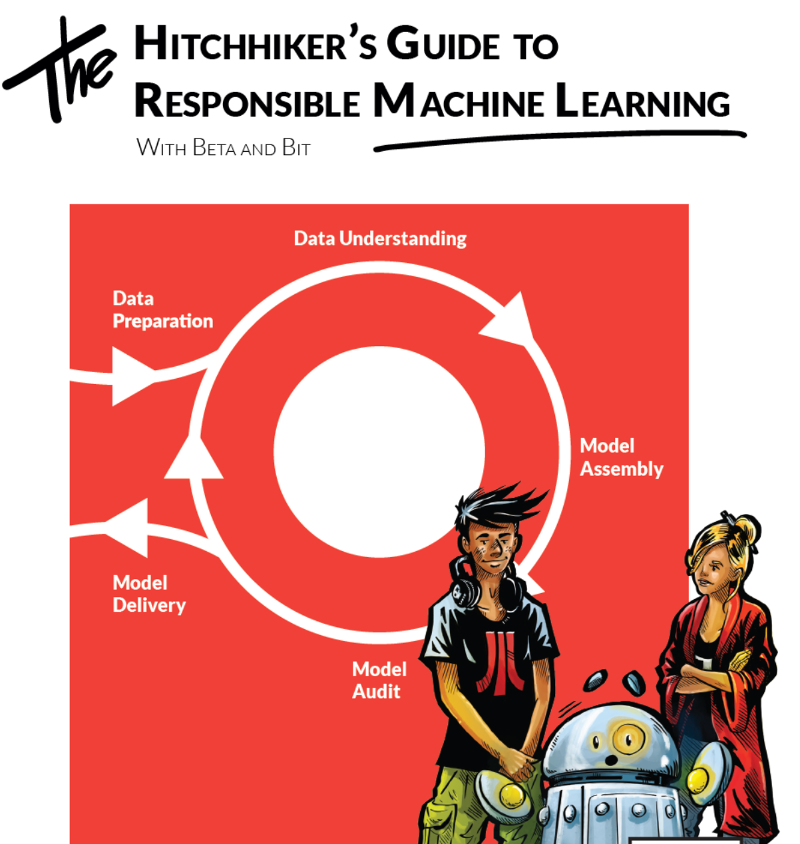 The
HITCHHIKER'S GUIDE TO
RESPONSIBLE MACHINE LEARNING
WITH BETA AND BIT
Data Understanding
Data
Preparation
Model
Assembly
Model
Delivery
Model
Audit